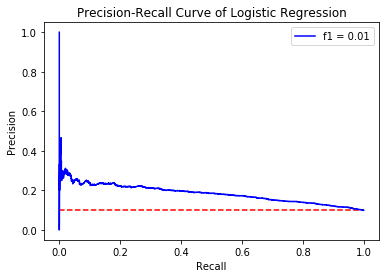 Precision-Recall Curve of Logistic Regression
f1 = 0.01
Precision
1.0
0.8
0.6
0.4
0.2
0.0
0.0 0.2 0.4 0.6 0.8 1.0
Recall